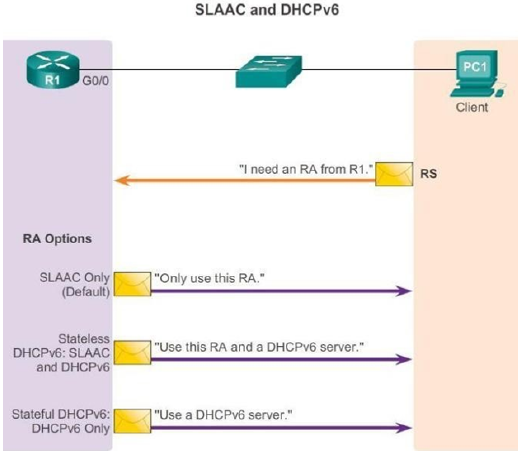 SLAAC and DHCPv6
R1
G0/0
PC1
Client
"I need an RA from R1."
RS
RA Options
SLAAC Only
(Default)
"Only use this RA."
Stateless
DHCPv6: SLAAC
and DHCPv6
"Use this RA and a DHCPv6 server."
Stateful DHCPv6:
DHCPv6 Only
"Use a DHCPv6 server."